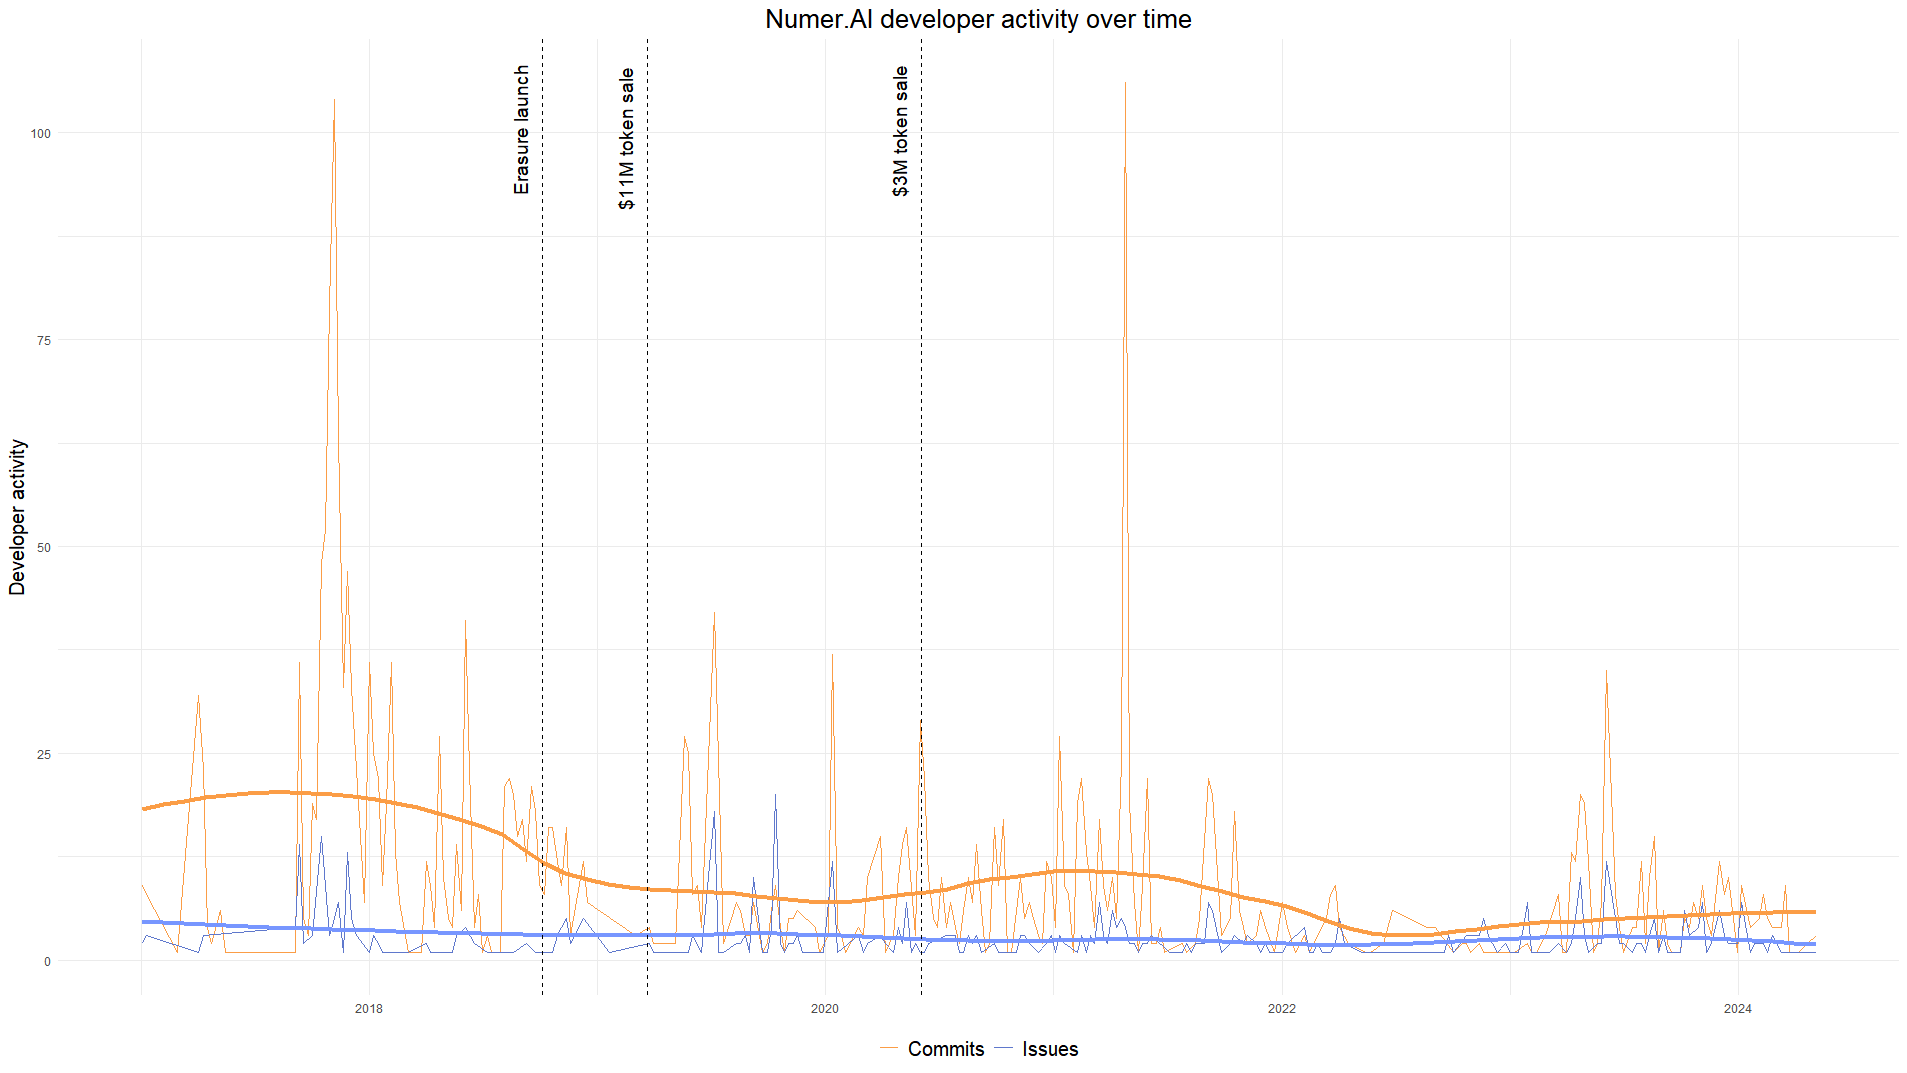 Numer.AI developer activity over time
Erasure launch
$11M token sale
$3M token sale
Developer activity
100
75
50
25
0
2018
2020
2022
2024
Commits
Issues